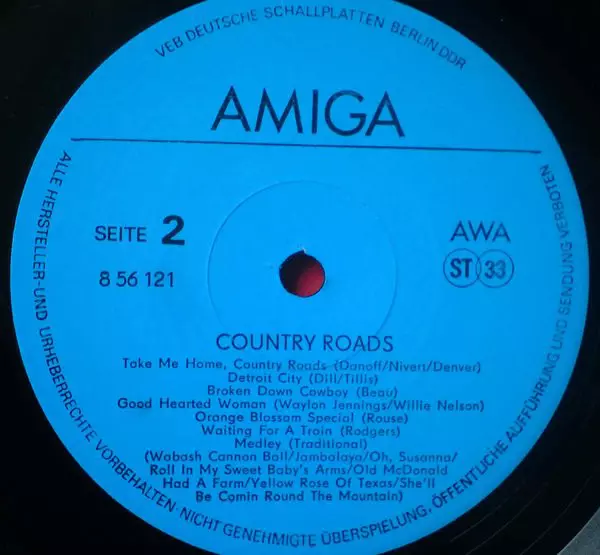 VEB DEUTSCHE SCHALLPLATTEN BERLIN DDR
AMIGA
SEITE 2
8 56 121
AWA
ST 33
COUNTRY ROADS
Take Me Home, Country Roads (Danoff/Nivert/Denver)
Detroit City (Dill/Tillis)
Broken Down Cowboy (Beau)
Good Hearted Woman (Waylon Jennings/Willie Nelson)
Orange Blossom Special (Rouse)
Waiting For A Train (Rodgers)
Medley (Traditional)
(Wabash Cannon Ball/Jambalaya/Oh, Susanna/
Roll In My Sweet Baby's Arms/Old McDonald
Had A Farm/Yellow Rose Of Texas/She'll
Be Comin Round The Mountain)
ALLE HERSTELLER-UND URHEBERRECHTE VORBEHALTEN·NICHT GENEHMIGTE ÜBERSPIELUNG, ÖFFENTLICHE AUFFÜHRUNG UND SENDUNG VERBOTEN